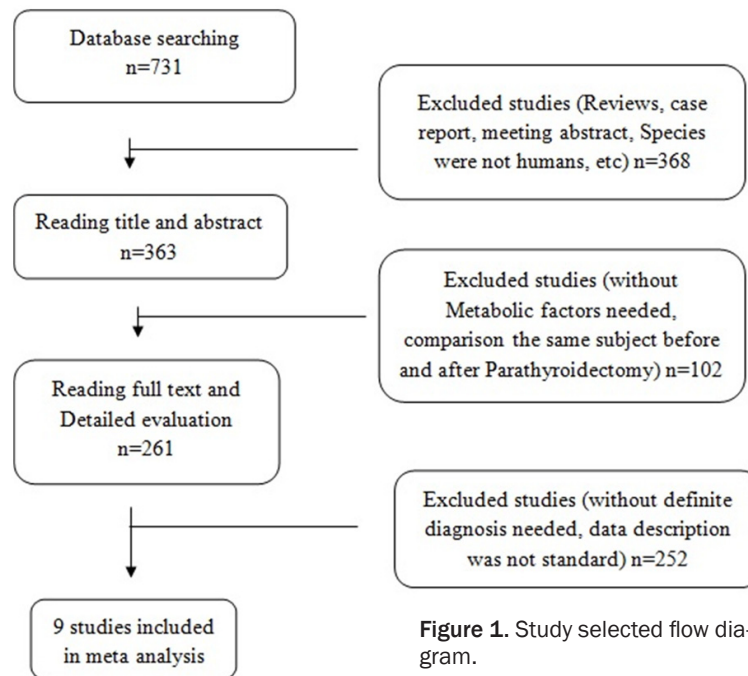 Database searching
n=731
Excluded studies (Reviews, case
report, meeting abstract, Species
were not humans, etc) n=368
Reading title and abstract
n=363
Excluded studies (without
Metabolic factors needed,
comparison the same subject before
and after Parathyroidectomy) n=102
Reading full text and
Detailed evaluation
n=261
Excluded studies (without definite
diagnosis needed, data description
was not standard) n=252
9 studies included
in meta analysis
Figure 1. Study selected flow dia-
gram.